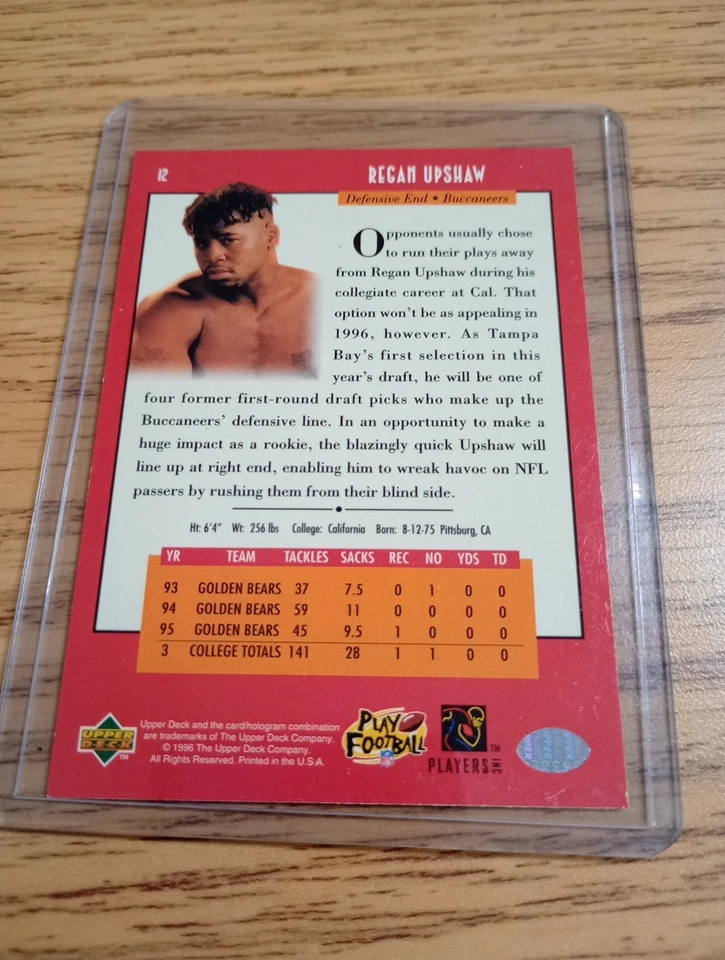 12
REGAN UPSHAW
Defensive End • Buccaneers
Opponents usually chose
to run their plays away
from Regan Upshaw during his
collegiate career at Cal. That
option won't be as appealing in
1996, however. As Tampa
Bay's first selection in this
year's draft, he will be one of
four former first-round draft picks who make up the
Buccaneers' defensive line. In an opportunity to make a
huge impact as a rookie, the blazingly quick Upshaw will
line up at right end, enabling him to wreak havoc on NFL
passers by rushing them from their blind side.
Ht: 6'4" Wt: 256 lbs College: California Born: 8-12-75 Pittsburg, CA
YR TEAM TACKLES SACKS REC NO YDS TD
93 GOLDEN BEARS 37 7.5 0 1 0 0
94 GOLDEN BEARS 59 11 0 0 0 0
95 GOLDEN BEARS 45 9.5 1 0 0 0
3 COLLEGE TOTALS 141 28 1 1 0 0
UPPER
DECK
TM
Upper Deck and the card/hologram combination
are trademarks of The Upper Deck Company.
© 1996 The Upper Deck Company.
All Rights Reserved. Printed in the U.S.A.
PLAY
FOOTBALL
NFL
TM
PLAYERS INC